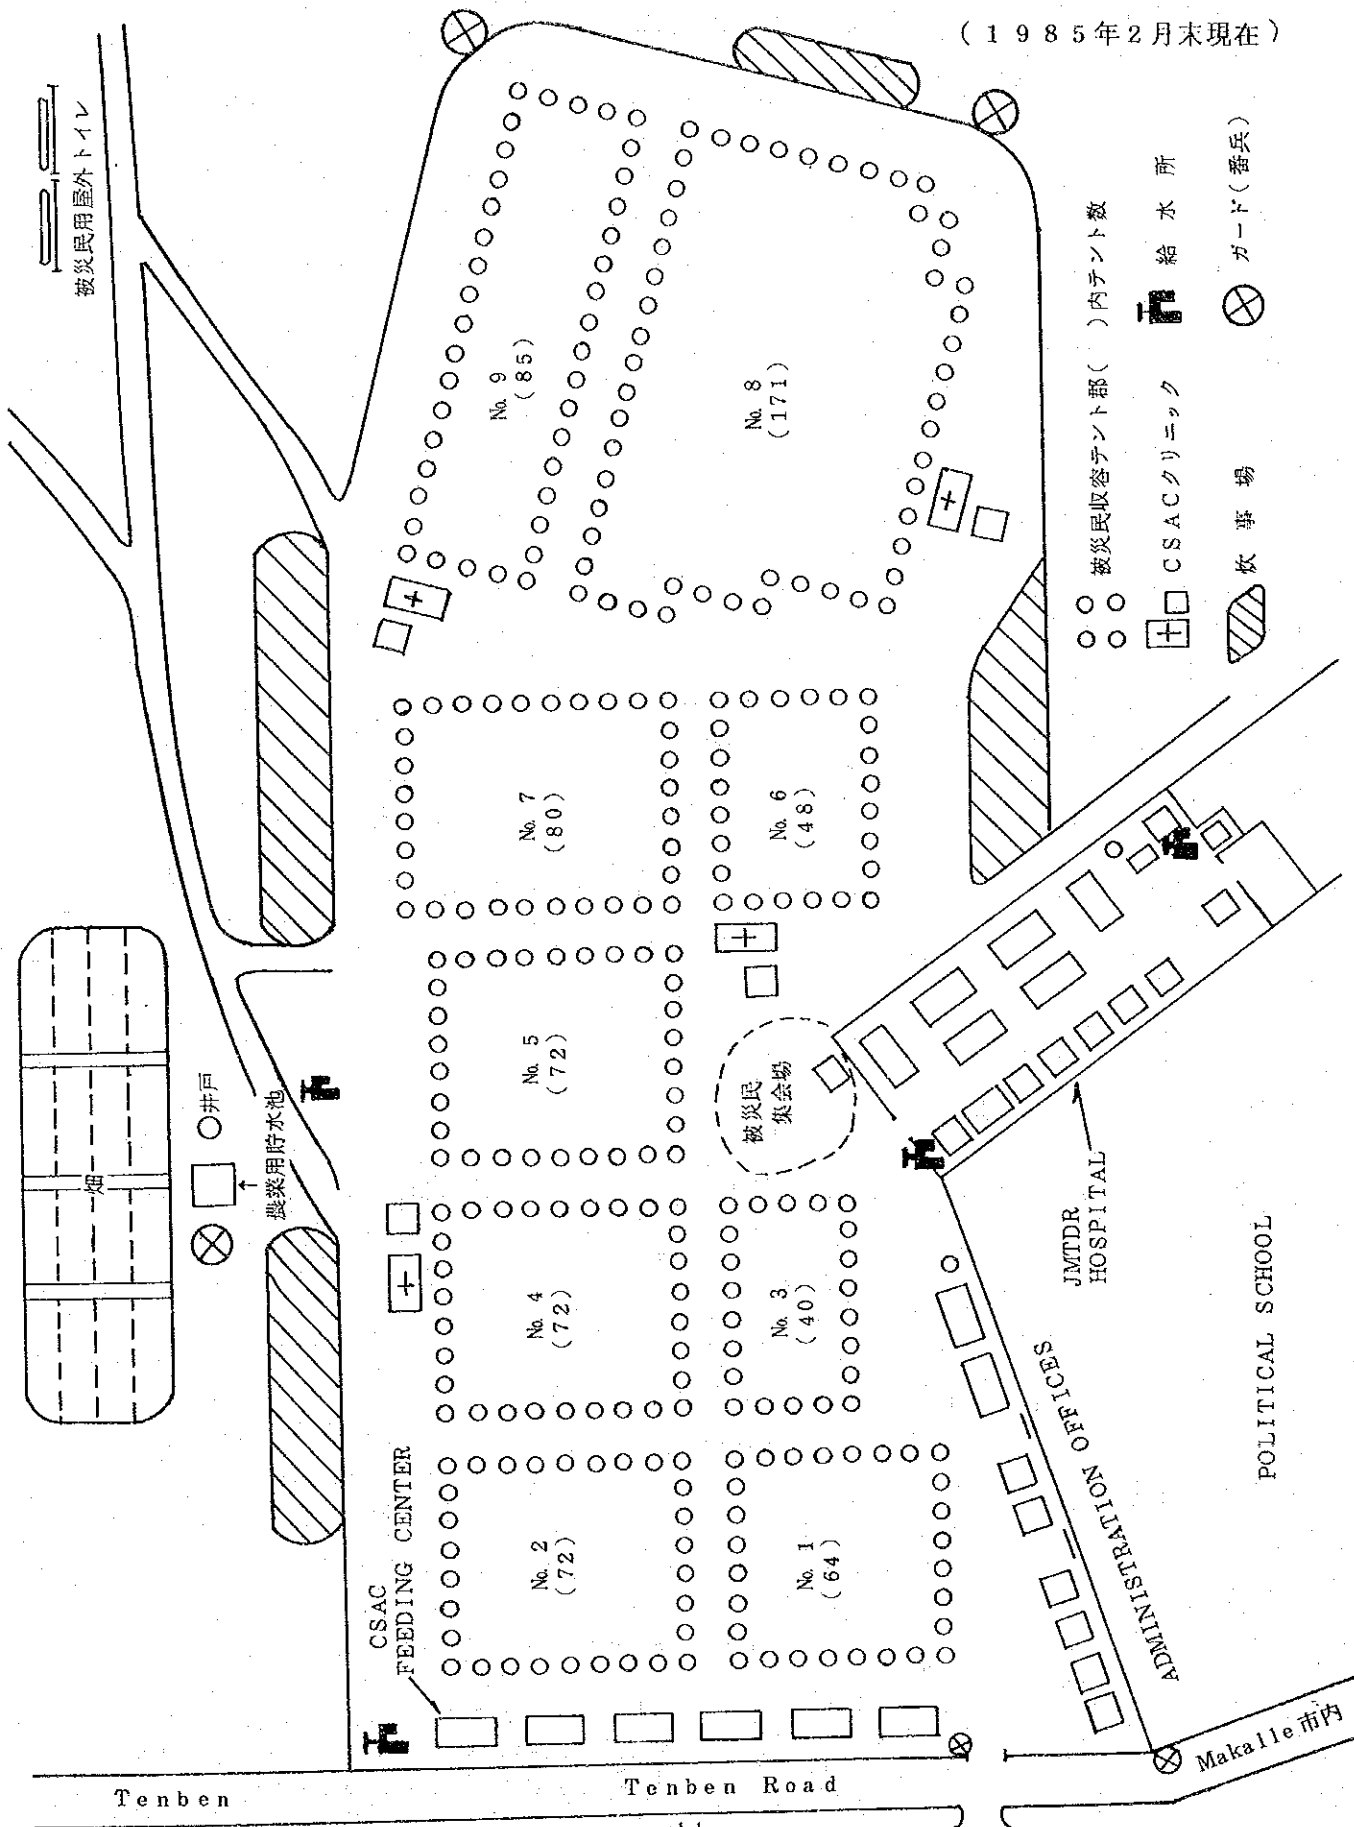 (1985年2月末現在)
被災民用屋外トイレ
No. 9
(85)
No. 8
(171)
被災民収容テント郡( )内テント数
CSACクリニック
給水所
炊事場
ガード(番兵)
No. 7
(80)
No. 6
(48)
畑
井戸
農業用貯水池
No. 5
(72)
被災民
集会場
No. 4
(72)
No. 3
(40)
JMTDR
HOSPITAL
CSAC
FEEDING CENTER
No. 2
(72)
No. 1
(64)
ADMINISTRATION OFFICES
POLITICAL SCHOOL
Tenben
Tenben Road
Makalle市内